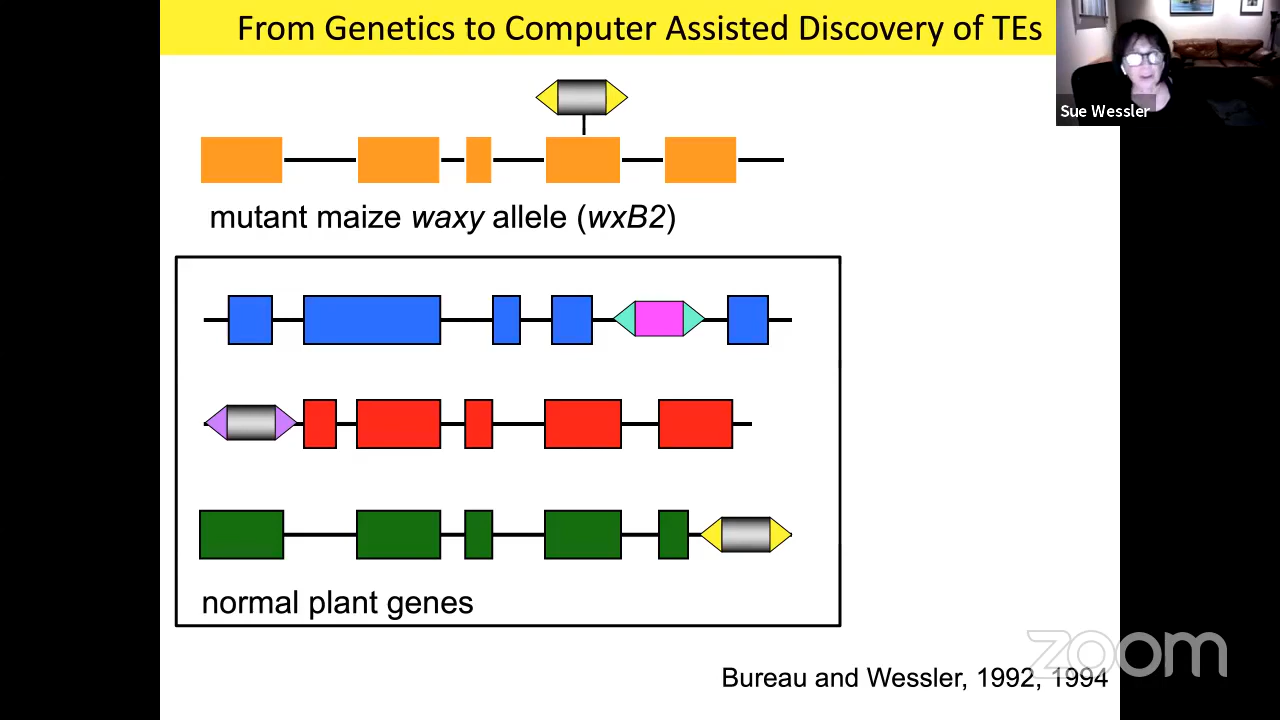 From Genetics to Computer Assisted Discovery of TEs
Sue Wessler
mutant maize waxy allele (wxB2)
normal plant genes
zoom
Bureau and Wessler, 1992, 1994